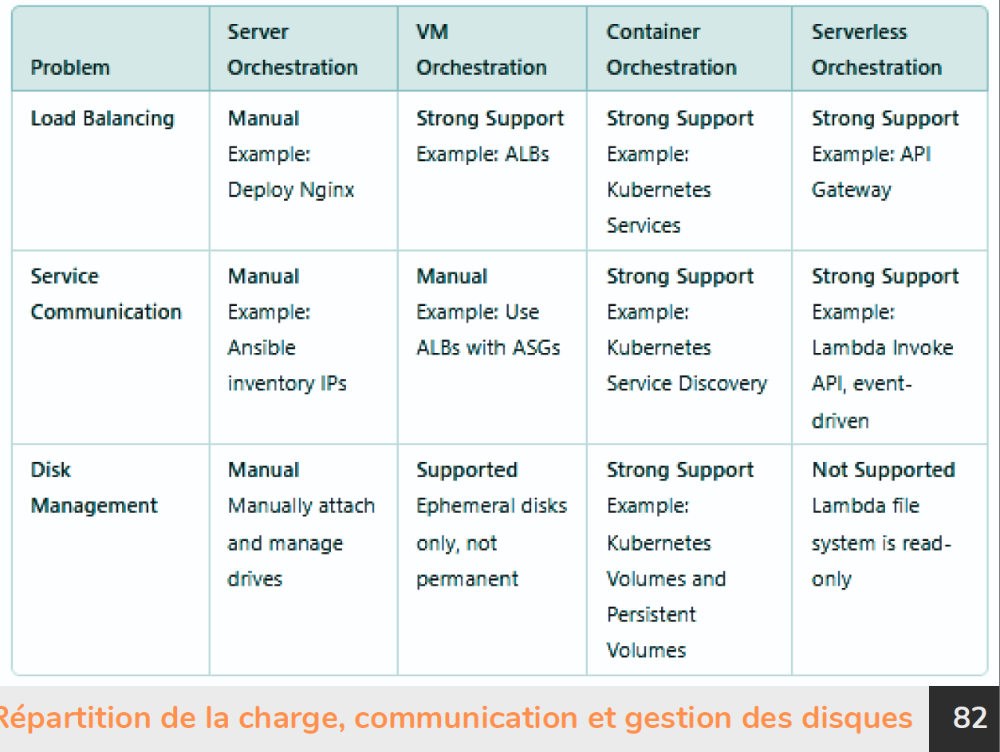 Problem
Server
Orchestration
VM
Orchestration
Container
Orchestration
Serverless
Orchestration
Load Balancing
Manual
Example:
Deploy Nginx
Strong Support
Example: ALBs
Strong Support
Example:
Kubernetes
Services
Strong Support
Example: API
Gateway
Service
Communication
Manual
Example:
Ansible
inventory IPs
Manual
Example: Use
ALBs with ASGs
Strong Support
Example:
Kubernetes
Service Discovery
Strong Support
Example:
Lambda Invoke
API, event-
driven
Disk
Management
Manual
Manually attach
and manage
drives
Supported
Ephemeral disks
only, not
permanent
Strong Support
Example:
Kubernetes
Volumes and
Persistent
Volumes
Not Supported
Lambda file
system is read-
only
Répartition de la charge, communication et gestion des disques
82